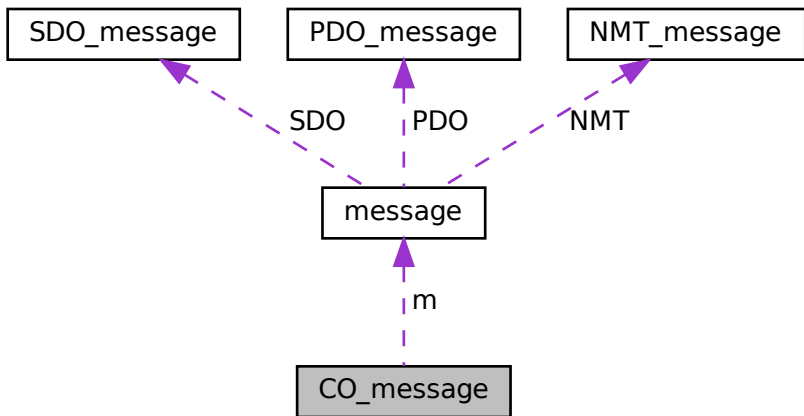 SDO_message
PDO_message
NMT_message
SDO
PDO
NMT
message
m
CO_message